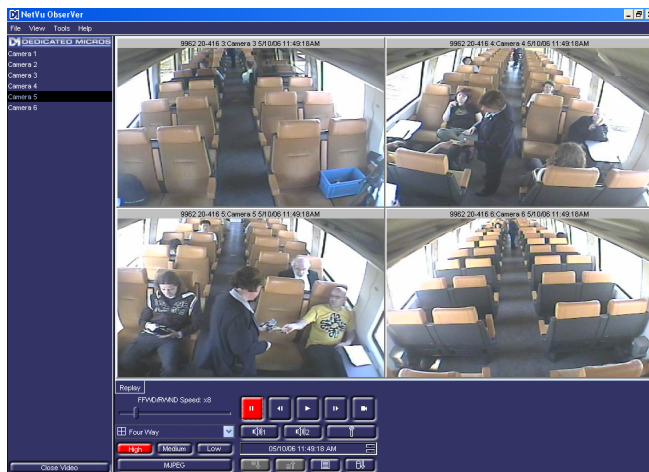 NetVu ObserVer
File View Tools Help
DEDICATED MICROS
Camera 1
Camera 2
Camera 3
Camera 4
Camera 5
Camera 6
9962 20-416 3:Camera 3 5/10/06 11:49:18AM
9962 20-416 4:Camera 4 5/10/06 11:49:18AM
9962 20-416 5:Camera 5 5/10/06 11:49:18AM
9962 20-416 6:Camera 6 5/10/06 11:49:18AM
Replay
FFWD/RWND Speed: x8
Four Way
1
2
High Medium Low
05/10/06 11:49:18 AM
Close Video
MJPEG